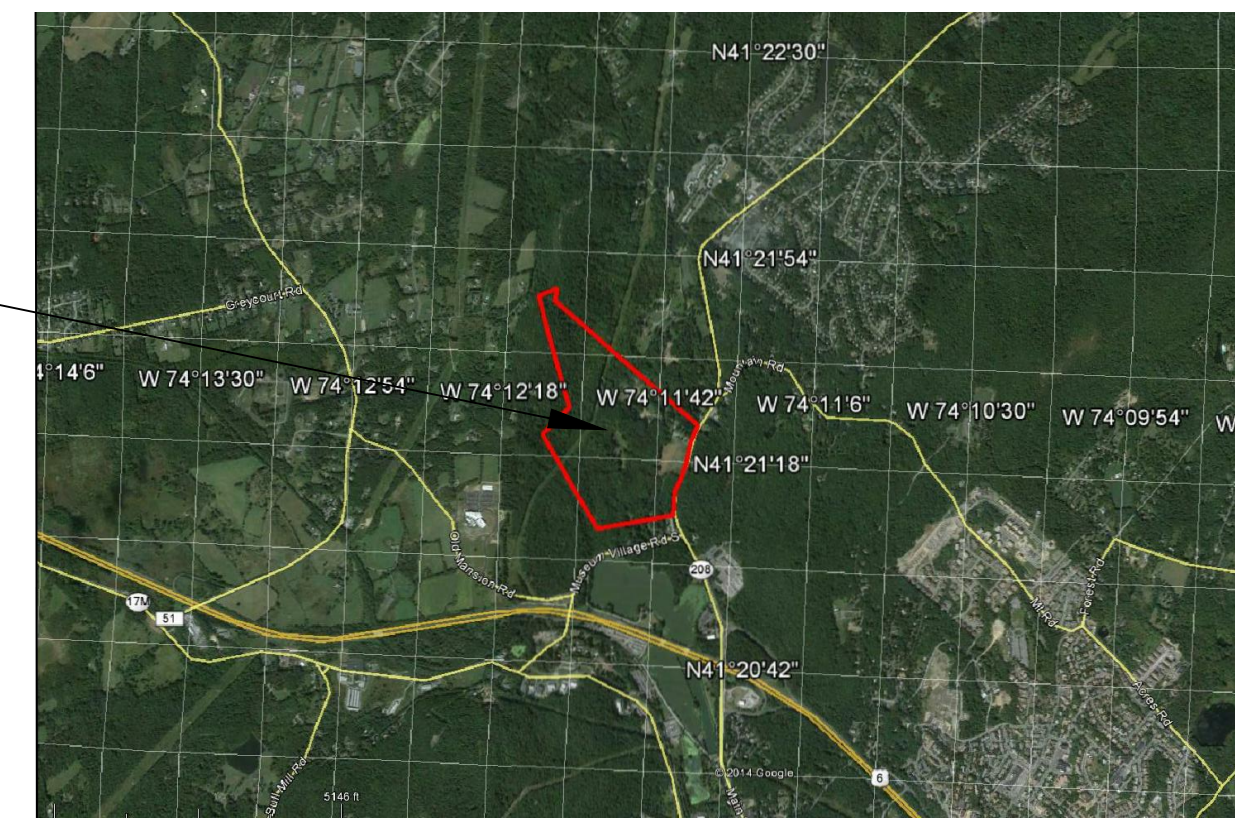 N41°22'30"
N41°21'54"
Greycourt Rd
Mountain Rd
4°14'6"
W 74°13'30"
W 74°12'54"
W 74°12'18"
W 74°11'42"
W 74°11'6"
W 74°10'30"
W 74°09'54"
W
N41°21'18"
Old Mansion Rd
Museum Village Rd S
208
17M
51
Forest Rd
N41°20'42"
Acres Rd
© 2014 Google
6
5146 ft
Bull Mill Rd
Main